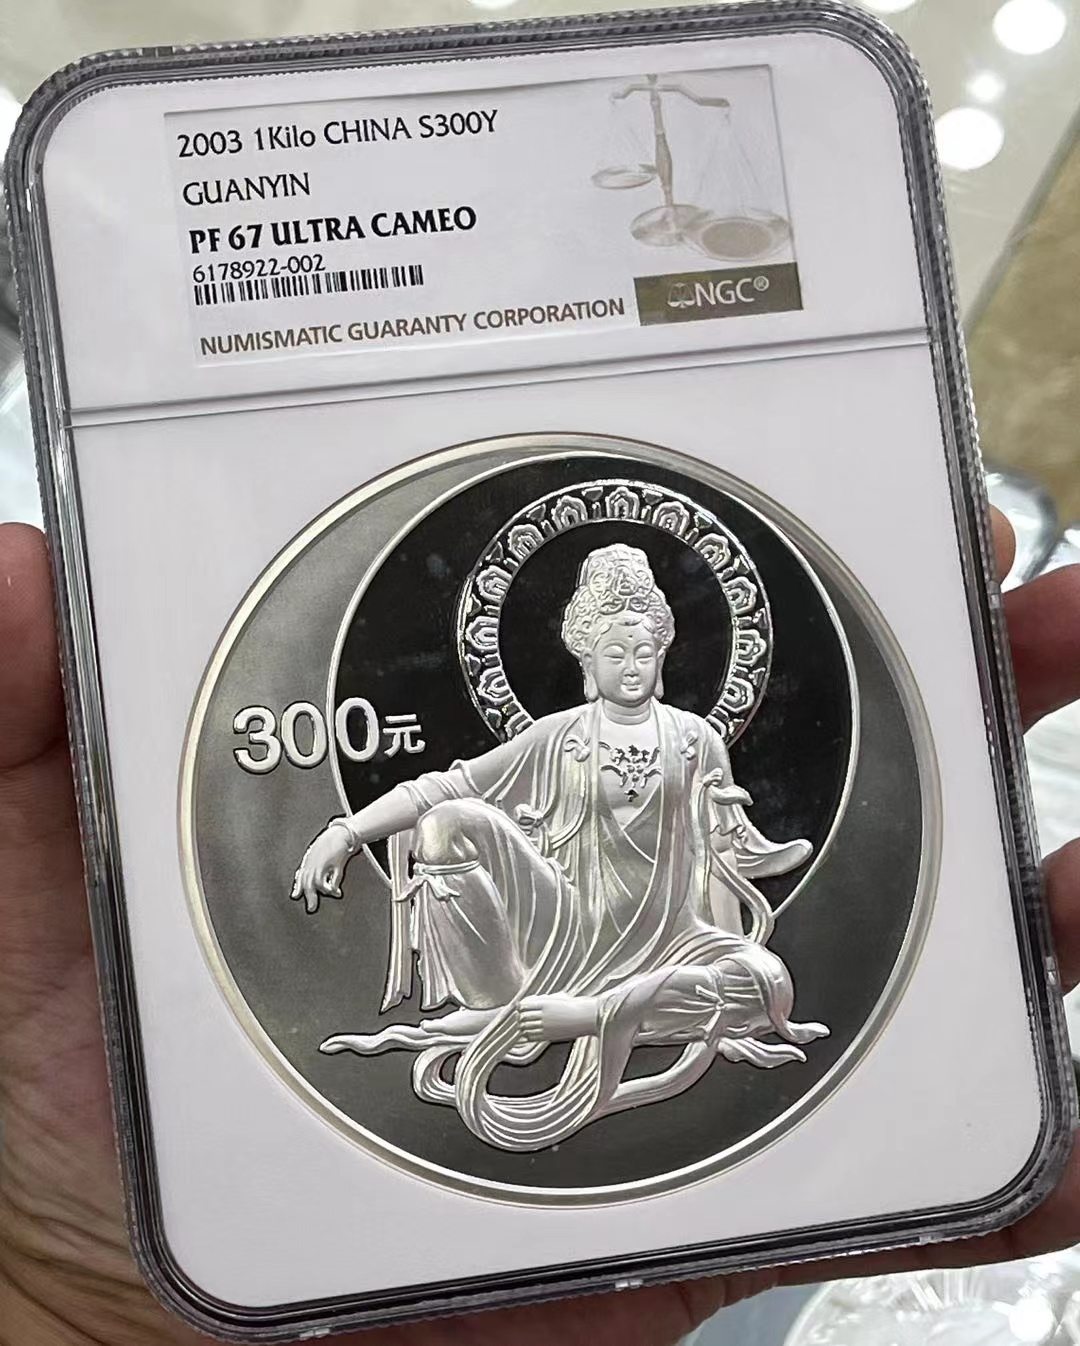 2003 1Kilo CHINA S300Y
GUANYIN
PF 67 ULTRA CAMEO
6178922-002
NUMISMATIC GUARANTY CORPORATION
NGC®
300元